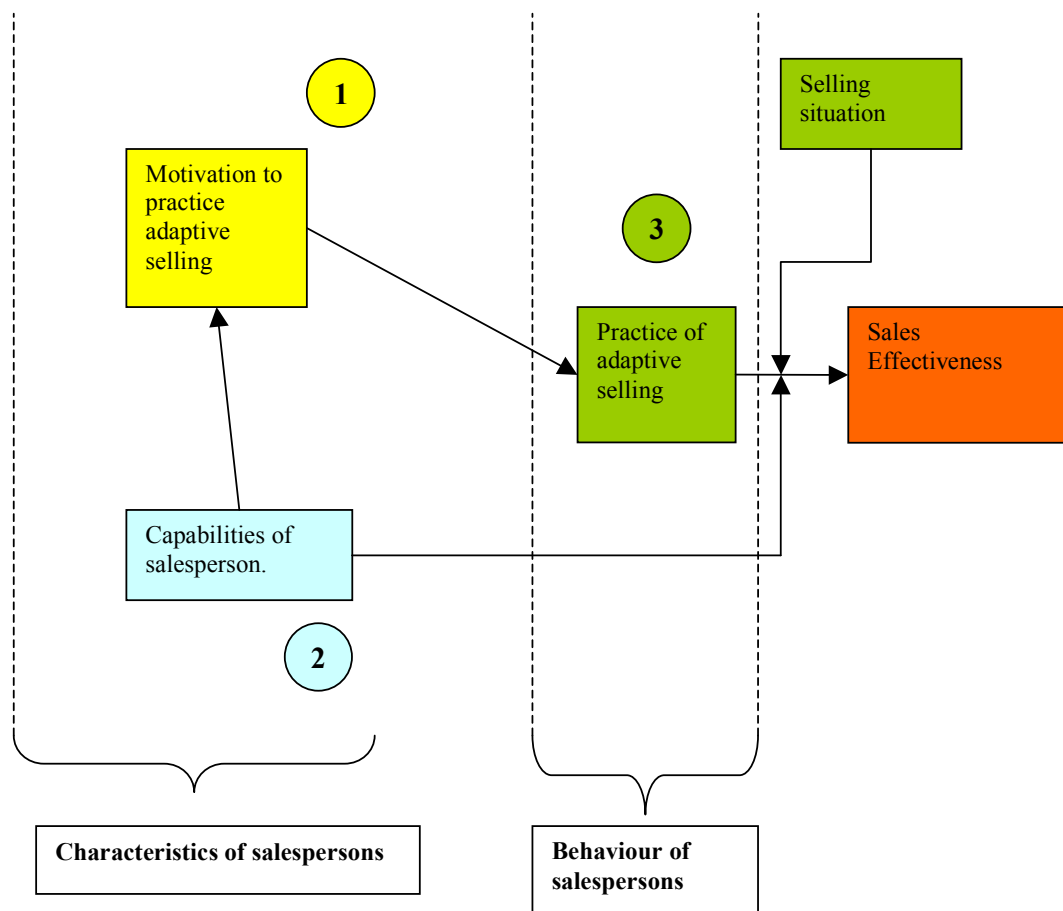 1
Motivation to
practice
adaptive
selling
Capabilities of
salesperson.
2
3
Practice of
adaptive
selling
Selling
situation
Sales
Effectiveness
Characteristics of salespersons
Behaviour of
salespersons